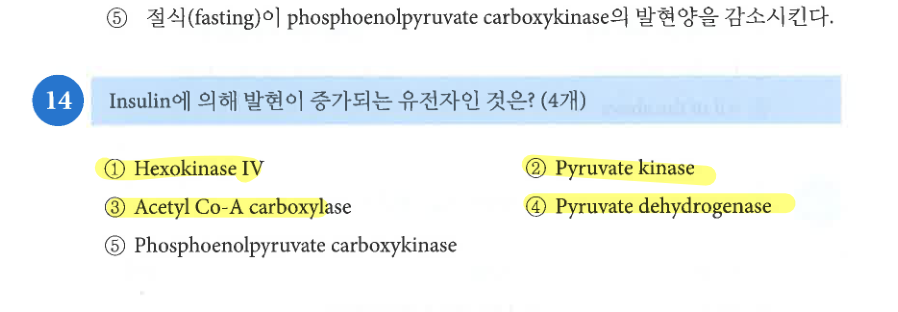 ⑤ 절식(fasting)이 phosphoenolpyruvate carboxykinase의 발현양을 감소시킨다.
14 Insulin에 의해 발현이 증가되는 유전자인 것은? (4개)
① Hexokinase IV ② Pyruvate kinase
③ Acetyl Co-A carboxylase ④ Pyruvate dehydrogenase
⑤ Phosphoenolpyruvate carboxykinase